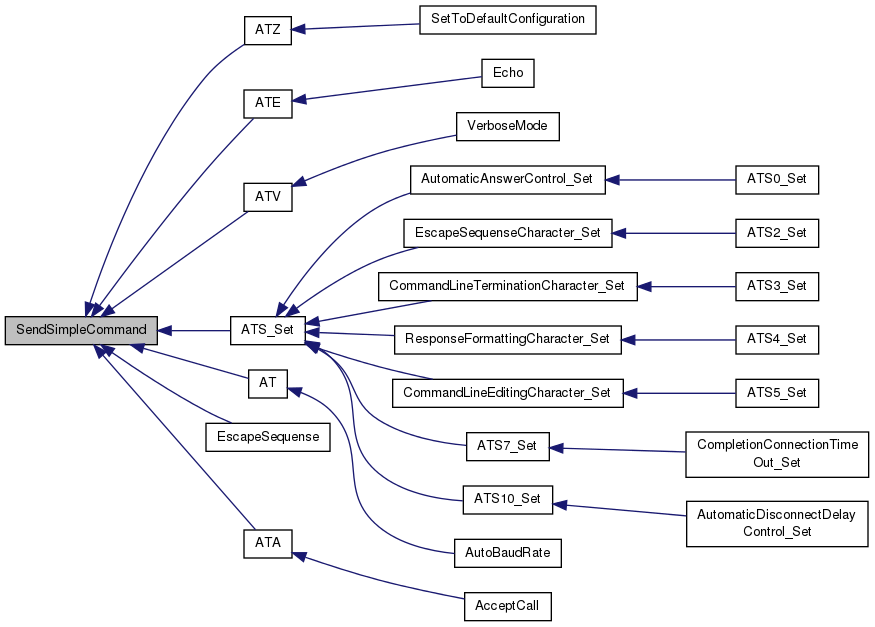 SetToDefaultConfiguration
ATZ
Echo
ATE
VerboseMode
ATV
AutomaticAnswerControl_Set
ATS0_Set
EscapeSequenseCharacter_Set
ATS2_Set
CommandLineTerminationCharacter_Set
ATS3_Set
SendSimpleCommand
ATS_Set
ResponseFormattingCharacter_Set
ATS4_Set
AT
CommandLineEditingCharacter_Set
ATS5_Set
EscapeSequense
ATS7_Set
CompletionConnectionTime
Out_Set
ATS10_Set
AutomaticDisconnectDelay
Control_Set
ATA
AutoBaudRate
AcceptCall